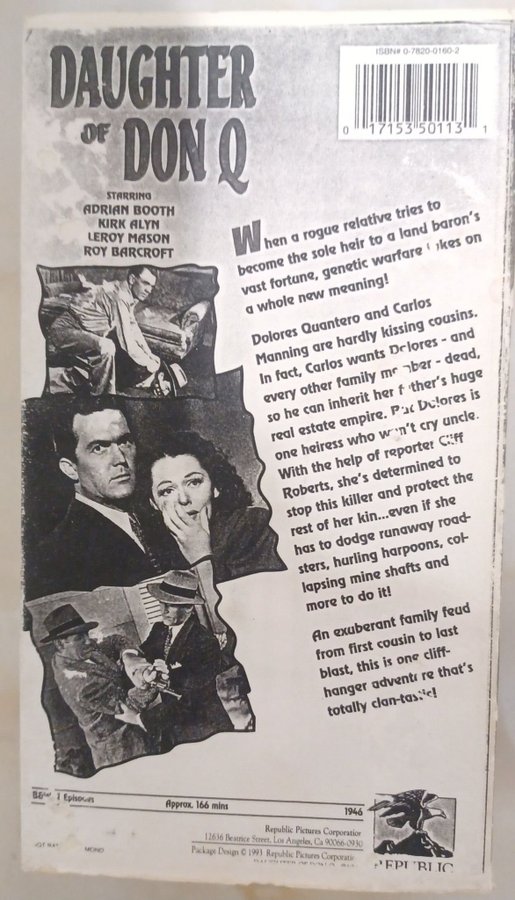 DAUGHTER
OF DON Q
ISBN# 0-7820-0160-2
0 17153 50113 1
STARRING
ADRIAN BOOTH
KIRK ALYN
LEROY MASON
ROY BARCROFT
When a rogue relative tries to
become the sole heir to a land baron's
vast fortune, genetic warfare takes on
a whole new meaning!
Dolores Quantero and Carlos
Manning are hardly kissing cousins.
In fact, Carlos wants Dolores - and
every other family member - dead,
so he can inherit her father's huge
real estate empire. But Dolores is
one heiress who won't cry uncle.
With the help of reporter Cliff
Roberts, she's determined to
stop this killer and protect the
rest of her kin...even if she
has to dodge runaway road-
sters, hurling harpoons, col-
lapsing mine shafts and
more to do it!
An exuberant family feud
from first cousin to last
blast, this is one cliff-
hanger adventure that's
totally clan-tastic!
Episodes
Approx. 166 mins
1946
Republic Pictures Corporation
12636 Beatrice Street, Los Angeles, Ca 90066-0930
Package Design © 1993 Republic Pictures Corporatio
MONO
REPUBLIC